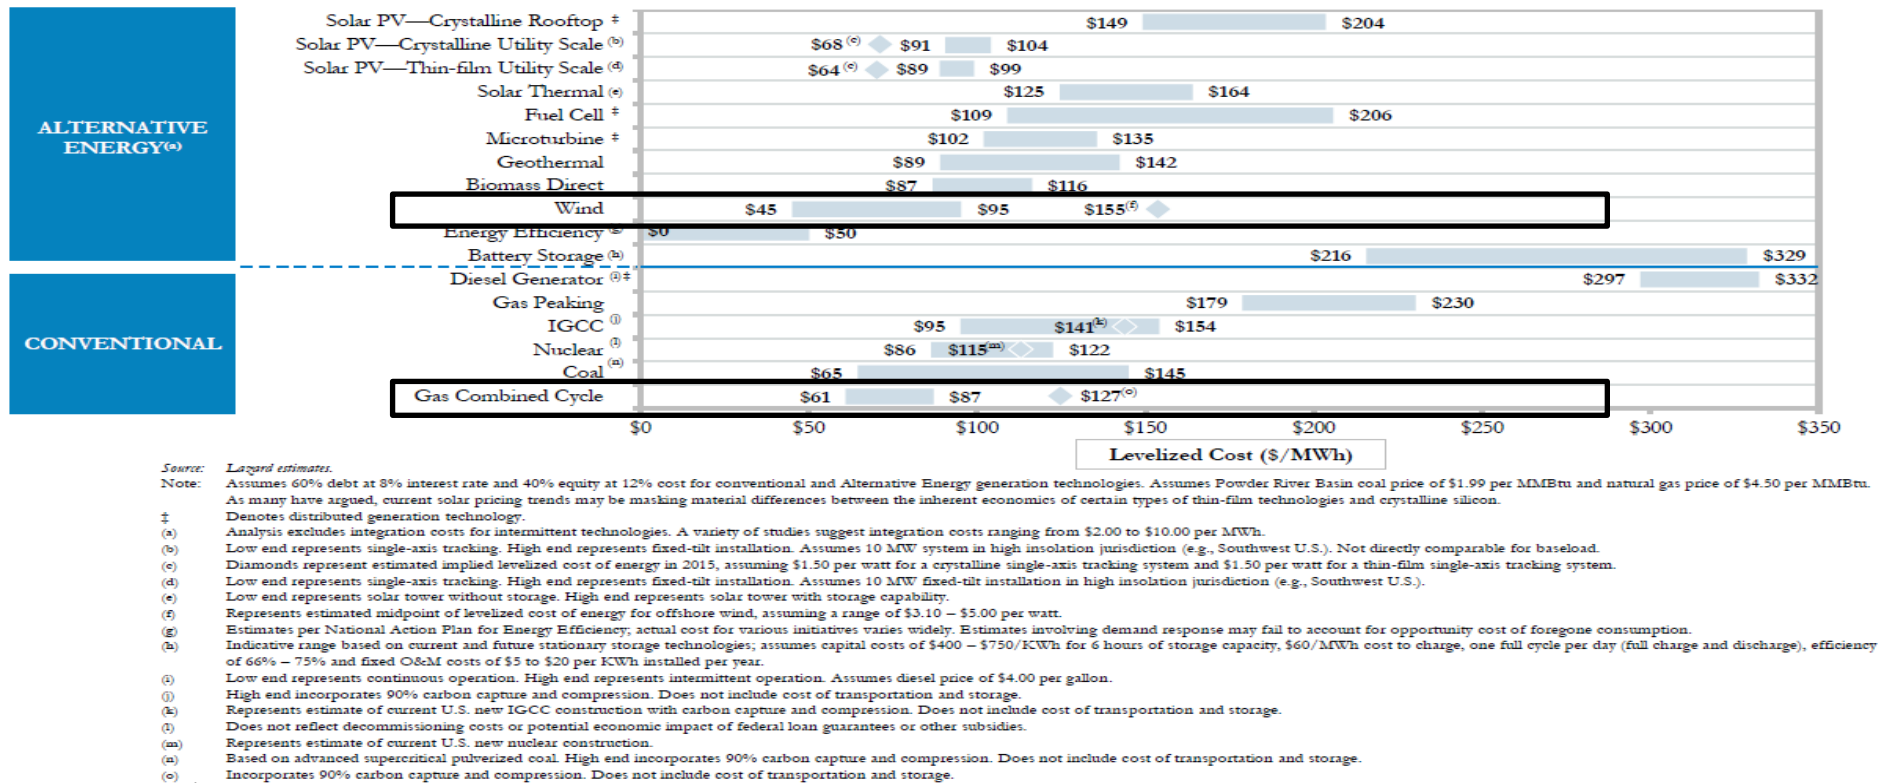 ALTERNATIVE
ENERGY(a)
Solar PV—Crystalline Rooftop ‡ $149 $204
Solar PV—Crystalline Utility Scale (b) $68 (c) $91 $104
Solar PV—Thin-film Utility Scale (d) $64 (c) $89 $99
Solar Thermal (e) $125 $164
Fuel Cell ‡ $109 $206
Microturbine ‡ $102 $135
Geothermal $89 $142
Biomass Direct $87 $116
Wind $45 $95 $155(f)
Energy Efficiency (g) $0 $50
Battery Storage (h) $216 $329
CONVENTIONAL
Diesel Generator (i) ‡ $297 $332
Gas Peaking $179 $230
IGCC (j) $95 $141(k) $154
Nuclear (l) $86 $115(m) $122
Coal (n) $65 $145
Gas Combined Cycle $61 $87 $127(o)
$0 $50 $100 $150 $200 $250 $300 $350
Levelized Cost ($/MWh)
Source: Lazard estimates.
Note: Assumes 60% debt at 8% interest rate and 40% equity at 12% cost for conventional and Alternative Energy generation technologies. Assumes Powder River Basin coal price of $1.99 per MMBtu and natural gas price of $4.50 per MMBtu.
As many have argued, current solar pricing trends may be masking material differences between the inherent economics of certain types of thin-film technologies and crystalline silicon.
‡ Denotes distributed generation technology.
(a) Analysis excludes integration costs for intermittent technologies. A variety of studies suggest integration costs ranging from $2.00 to $10.00 per MWh.
(b) Low end represents single-axis tracking. High end represents fixed-tilt installation. Assumes 10 MW system in high insolation jurisdiction (e.g., Southwest U.S.). Not directly comparable for baseload.
(c) Diamonds represent estimated implied levelized cost of energy in 2015, assuming $1.50 per watt for a crystalline single-axis tracking system and $1.50 per watt for a thin-film single-axis tracking system.
(d) Low end represents single-axis tracking. High end represents fixed-tilt installation. Assumes 10 MW fixed-tilt installation in high insolation jurisdiction (e.g., Southwest U.S.).
(e) Low end represents solar tower without storage. High end represents solar tower with storage capability.
(f) Represents estimated midpoint of levelized cost of energy for offshore wind, assuming a range of $3.10 – $5.00 per watt.
(g) Estimates per National Action Plan for Energy Efficiency; actual cost for various initiatives varies widely. Estimates involving demand response may fail to account for opportunity cost of foregone consumption.
(h) Indicative range based on current and future stationary storage technologies; assumes capital costs of $400 – $750/KWh for 6 hours of storage capacity, $60/MWh cost to charge, one full cycle per day (full charge and discharge), efficiency
of 66% – 75% and fixed O&M costs of $5 to $20 per KWh installed per year.
(i) Low end represents continuous operation. High end represents intermittent operation. Assumes diesel price of $4.00 per gallon.
(j) High end incorporates 90% carbon capture and compression. Does not include cost of transportation and storage.
(k) Represents estimate of current U.S. new IGCC construction with carbon capture and compression. Does not include cost of transportation and storage.
(l) Does not reflect decommissioning costs or potential economic impact of federal loan guarantees or other subsidies.
(m) Represents estimate of current U.S. new nuclear construction.
(n) Based on advanced supercritical pulverized coal. High end incorporates 90% carbon capture and compression. Does not include cost of transportation and storage.
(o) Incorporates 90% carbon capture and compression. Does not include cost of transportation and storage.